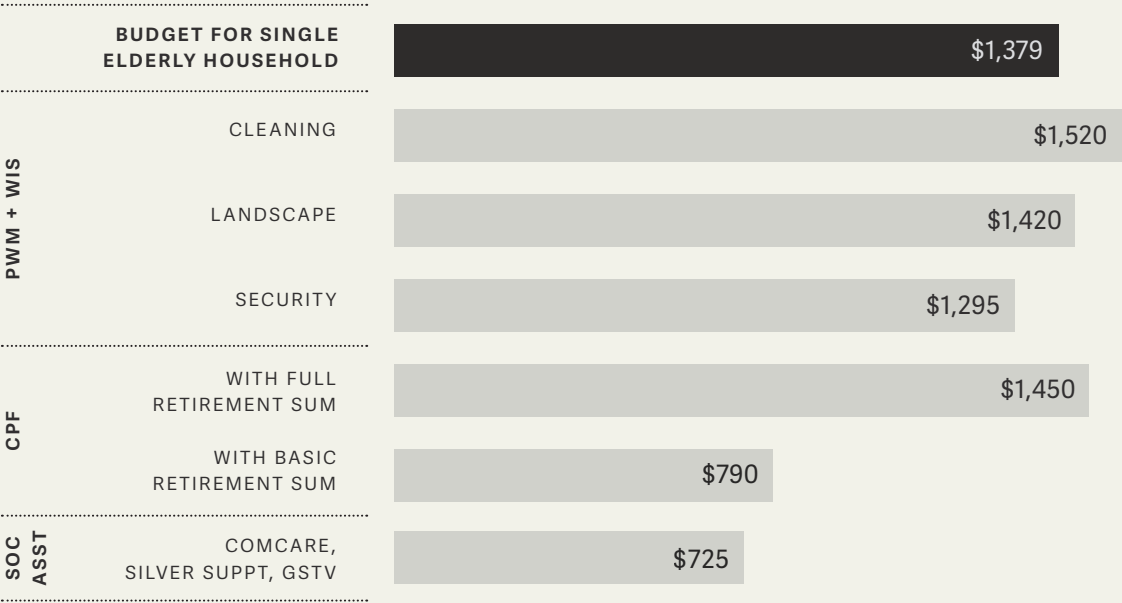 BUDGET FOR SINGLE
ELDERLY HOUSEHOLD
$1,379
PWM + WIS
CLEANING
$1,520
LANDSCAPE
$1,420
SECURITY
$1,295
CPF
WITH FULL
RETIREMENT SUM
$1,450
WITH BASIC
RETIREMENT SUM
$790
SOC
ASST
COMCARE,
SILVER SUPPT, GSTV
$725